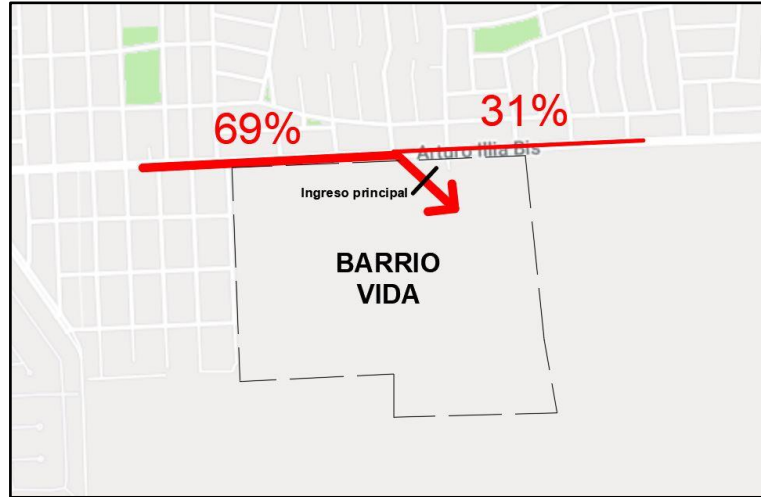 69%
31%
Arturo Illia Bis
Ingreso principal
BARRIO
VIDA